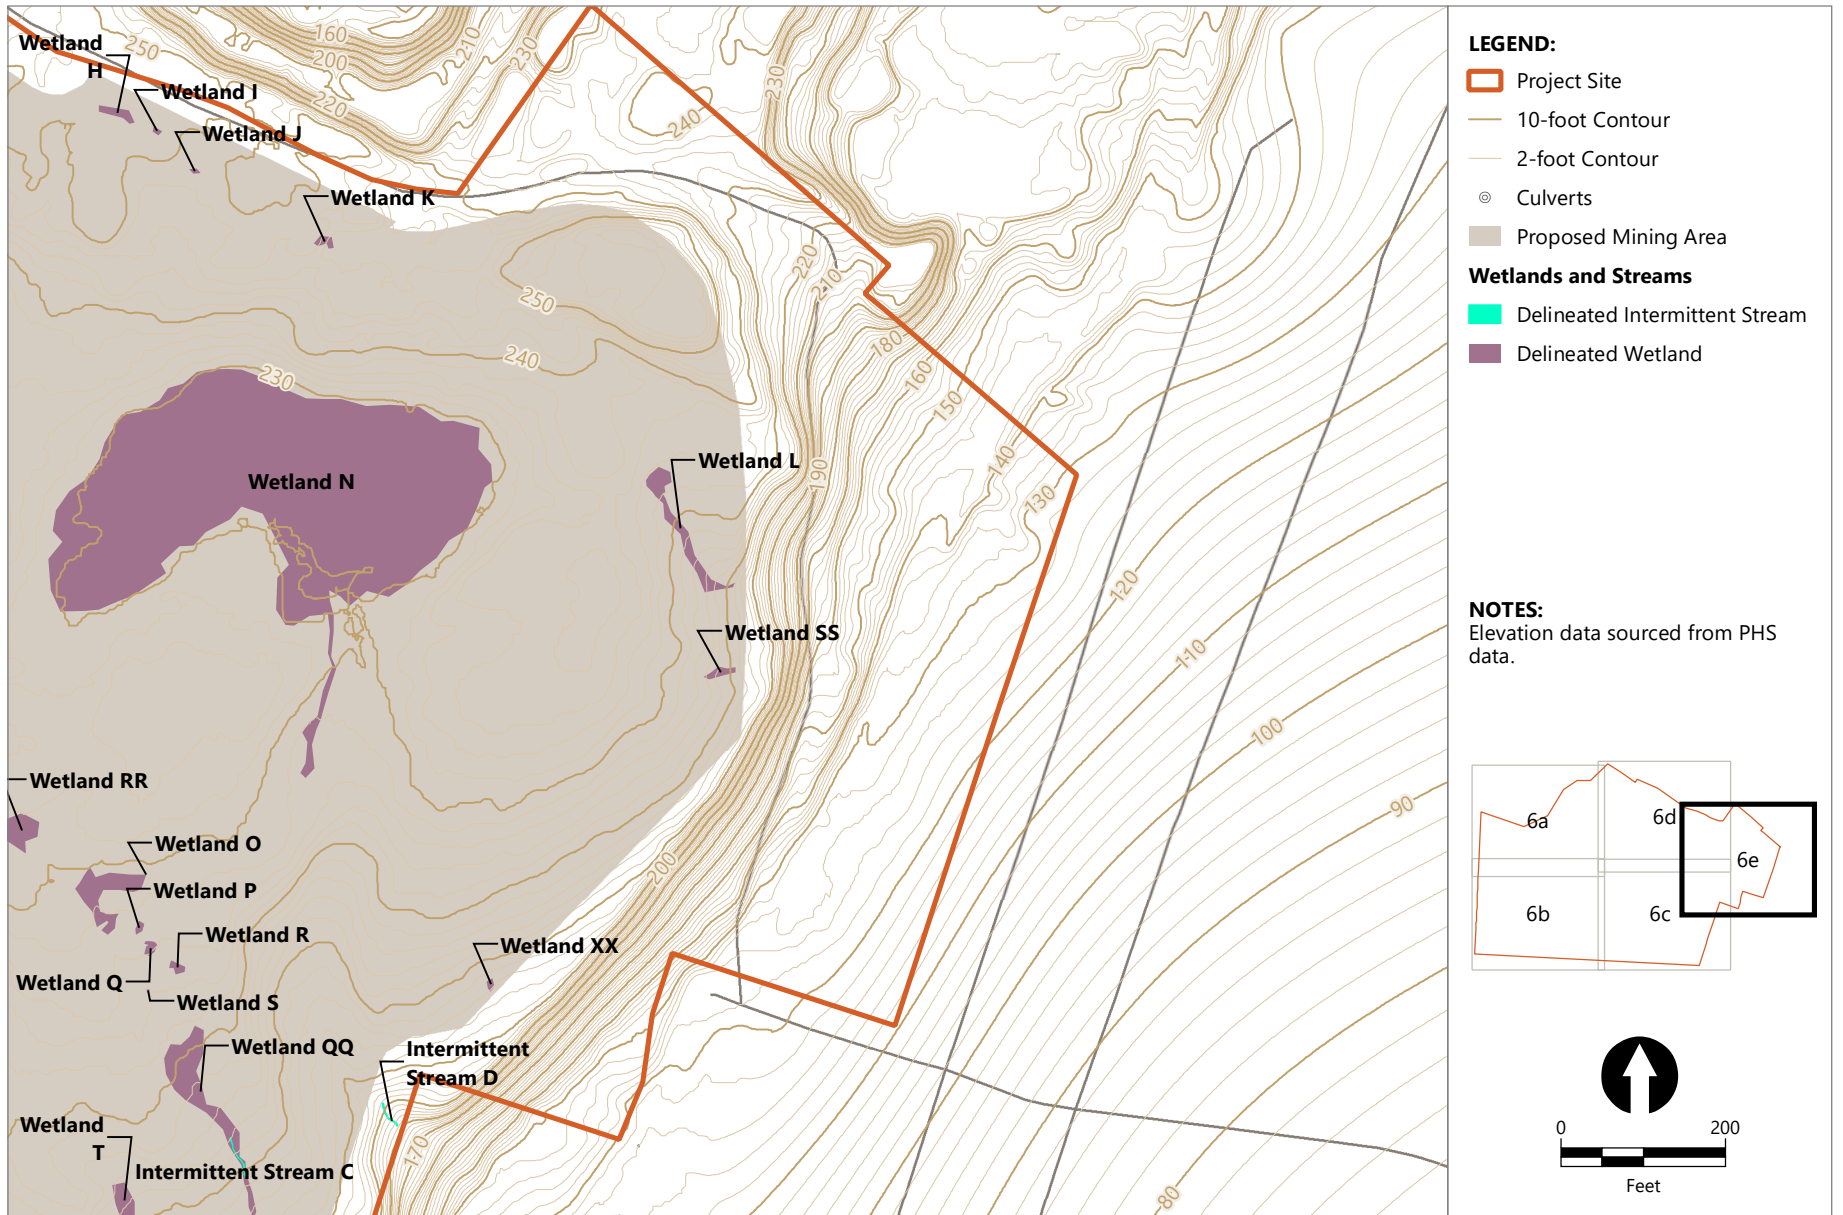 Wetland
H
Wetland I
Wetland J
Wetland K
250
160
200
220
210
230
240
230
220
210
250
240
230
180
160
150
140
130
190
Wetland N
Wetland L
Wetland SS
120
110
100
90
80
200
170
Wetland RR
Wetland O
Wetland P
Wetland R
Wetland Q
Wetland S
Wetland XX
Wetland QQ
Intermittent
Stream D
Wetland
T
Intermittent Stream C
LEGEND:
Project Site
10-foot Contour
2-foot Contour
Culverts
Proposed Mining Area
Wetlands and Streams
Delineated Intermittent Stream
Delineated Wetland
NOTES:
Elevation data sourced from PHS
data.
6a
6d
6e
6b
6c
0 200
Feet